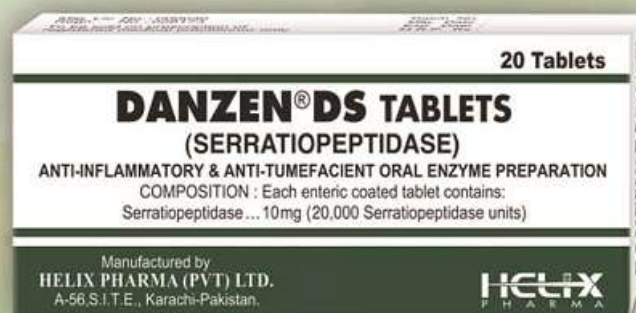 20 Tablets
DANZEN® DS TABLETS
(SERRATIOPEPTIDASE)
ANTI-INFLAMMATORY & ANTI-TUMEFACIENT ORAL ENZYME PREPARATION
COMPOSITION : Each enteric coated tablet contains:
Serratiopeptidase ... 10mg (20,000 Serratiopeptidase units)
Manufactured by
HELIX PHARMA (PVT) LTD.
A-56,S.I.T.E., Karachi-Pakistan.
HELIX
PHARMA